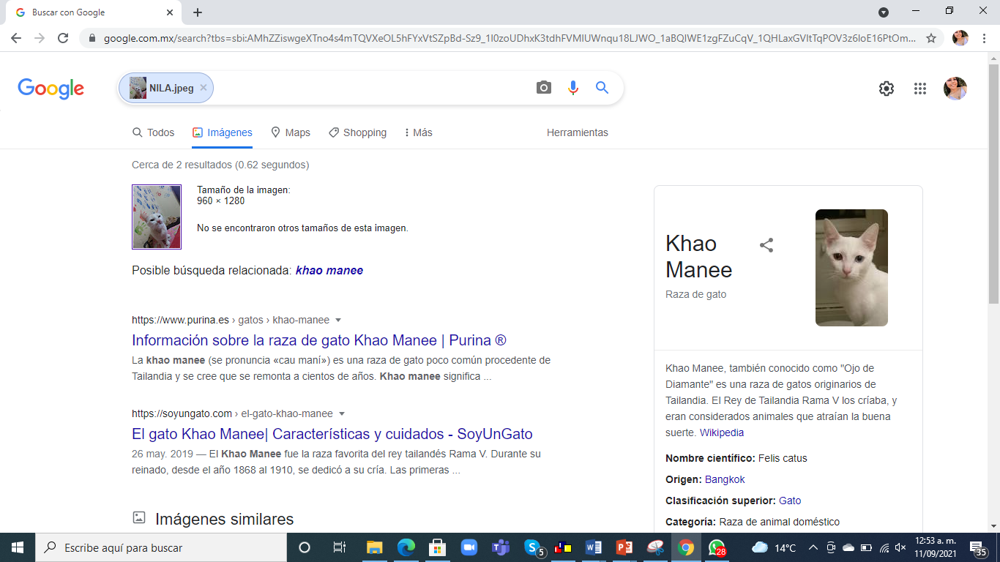 Buscar con Google
google.com.mx/search?tbs=sbi:AMhZZiswgeXTno4s4mTQVXeOL5hFYxVtSZpBd-Sz9_1I0zoUDhxK3tdhFVMlUWnqu18LJWO_1aBQIWE1zgFZuCqV_1QHLaxGVItTqPOV3z6IoE16PtOm...
Google
NILA.jpeg
Todos
Imágenes
Maps
Shopping
Más
Herramientas
Cerca de 2 resultados (0.62 segundos)
Tamaño de la imagen:
960 × 1280
No se encontraron otros tamaños de esta imagen.
Posible búsqueda relacionada: khao manee
https://www.purina.es › gatos › khao-manee
Información sobre la raza de gato Khao Manee | Purina ®
La khao manee (se pronuncia «cau maní») es una raza de gato poco común procedente de
Tailandia y se cree que se remonta a cientos de años. Khao manee significa ...
https://soyungato.com › el-gato-khao-manee
El gato Khao Manee| Características y cuidados - SoyUnGato
26 may. 2019 — El Khao Manee fue la raza favorita del rey tailandés Rama V. Durante su
reinado, desde el año 1868 al 1910, se dedicó a su cría. Las primeras ...
Imágenes similares
Khao
Manee
Raza de gato
Khao Manee, también conocido como "Ojo de
Diamante" es una raza de gatos originarios de
Tailandia. El Rey de Tailandia Rama V los críaba, y
eran considerados animales que atraían la buena
suerte. Wikipedia
Nombre científico: Felis catus
Origen: Bangkok
Clasificación superior: Gato
Categoría: Raza de animal doméstico
Escribe aquí para buscar
5
28
14°C
12:53 a. m.
11/09/2021
35